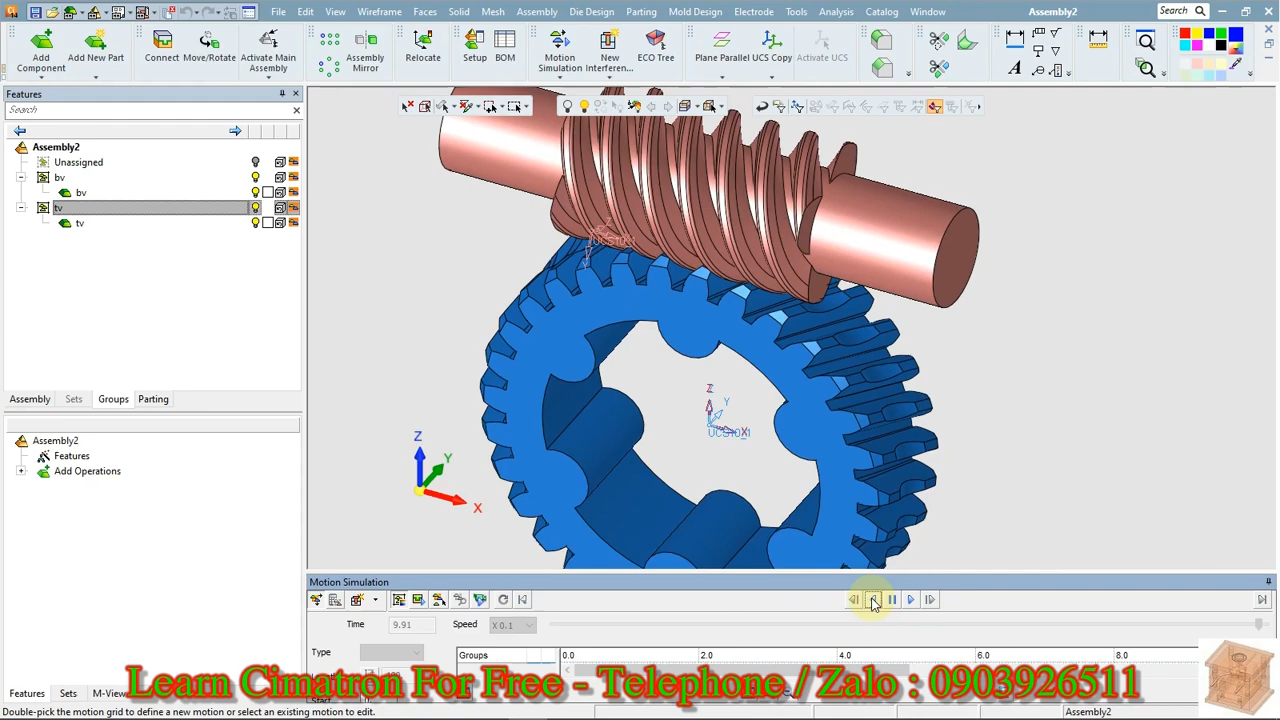 File Edit View Wireframe Faces Solid Mesh Assembly Die Design Parting Mold Design Electrode Tools Analysis Catalog Window Assembly2 Search
Add Component
Add New Part
Connect
Move/Rotate
Activate Main Assembly
Assembly Mirror
Relocate
Setup
BOM
Motion Simulation
New Interferen...
ECO Tree
Plane Parallel
UCS Copy
Activate UCS
Features
Search
Assembly2
Unassigned
bv
bv
tv
tv
Assembly Sets Groups Parting
Assembly2
Features
Add Operations
Z
Y
X
Z
Y
X
Motion Simulation
Time 9.91 Speed X 0.1
Type
Groups 0.0 2.0 4.0 6.0 8.0
Learn Cimatron For Free - Telephone / Zalo : 0903926511
Features Sets M-View
Double-pick the motion grid to define a new motion or select an existing motion to edit.
Assembly2